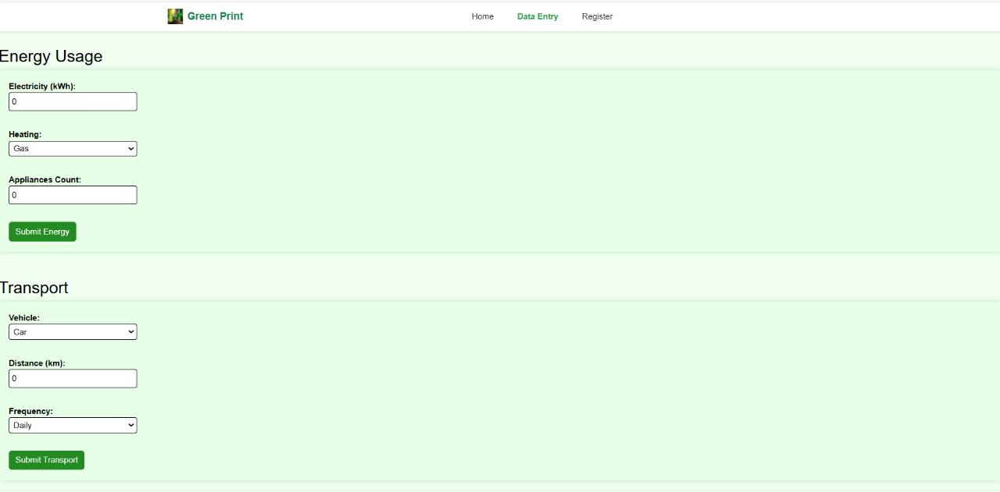 Green Print Home Data Entry Register
Energy Usage
Electricity (kWh):
0
Heating:
Gas
Appliances Count:
0
Submit Energy
Transport
Vehicle:
Car
Distance (km):
0
Frequency:
Daily
Submit Transport